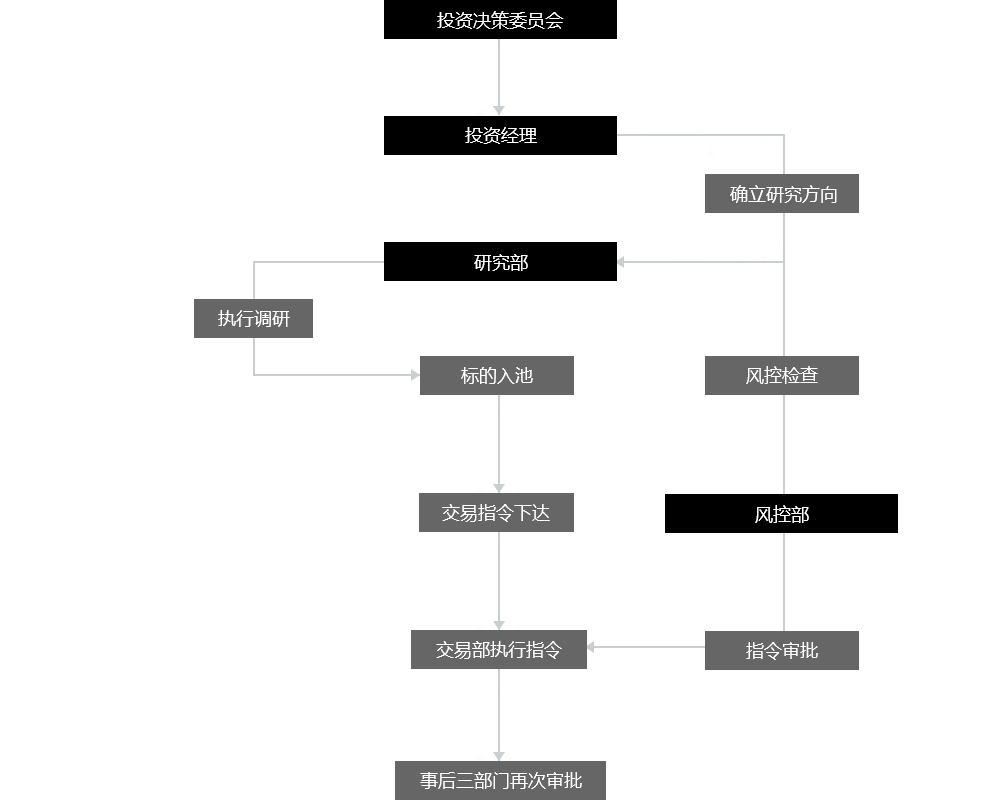 投资决策委员会
投资经理
确立研究方向
研究部
执行调研
标的入池
风控检查
交易指令下达
风控部
交易部执行指令
指令审批
事后三部门再次审批